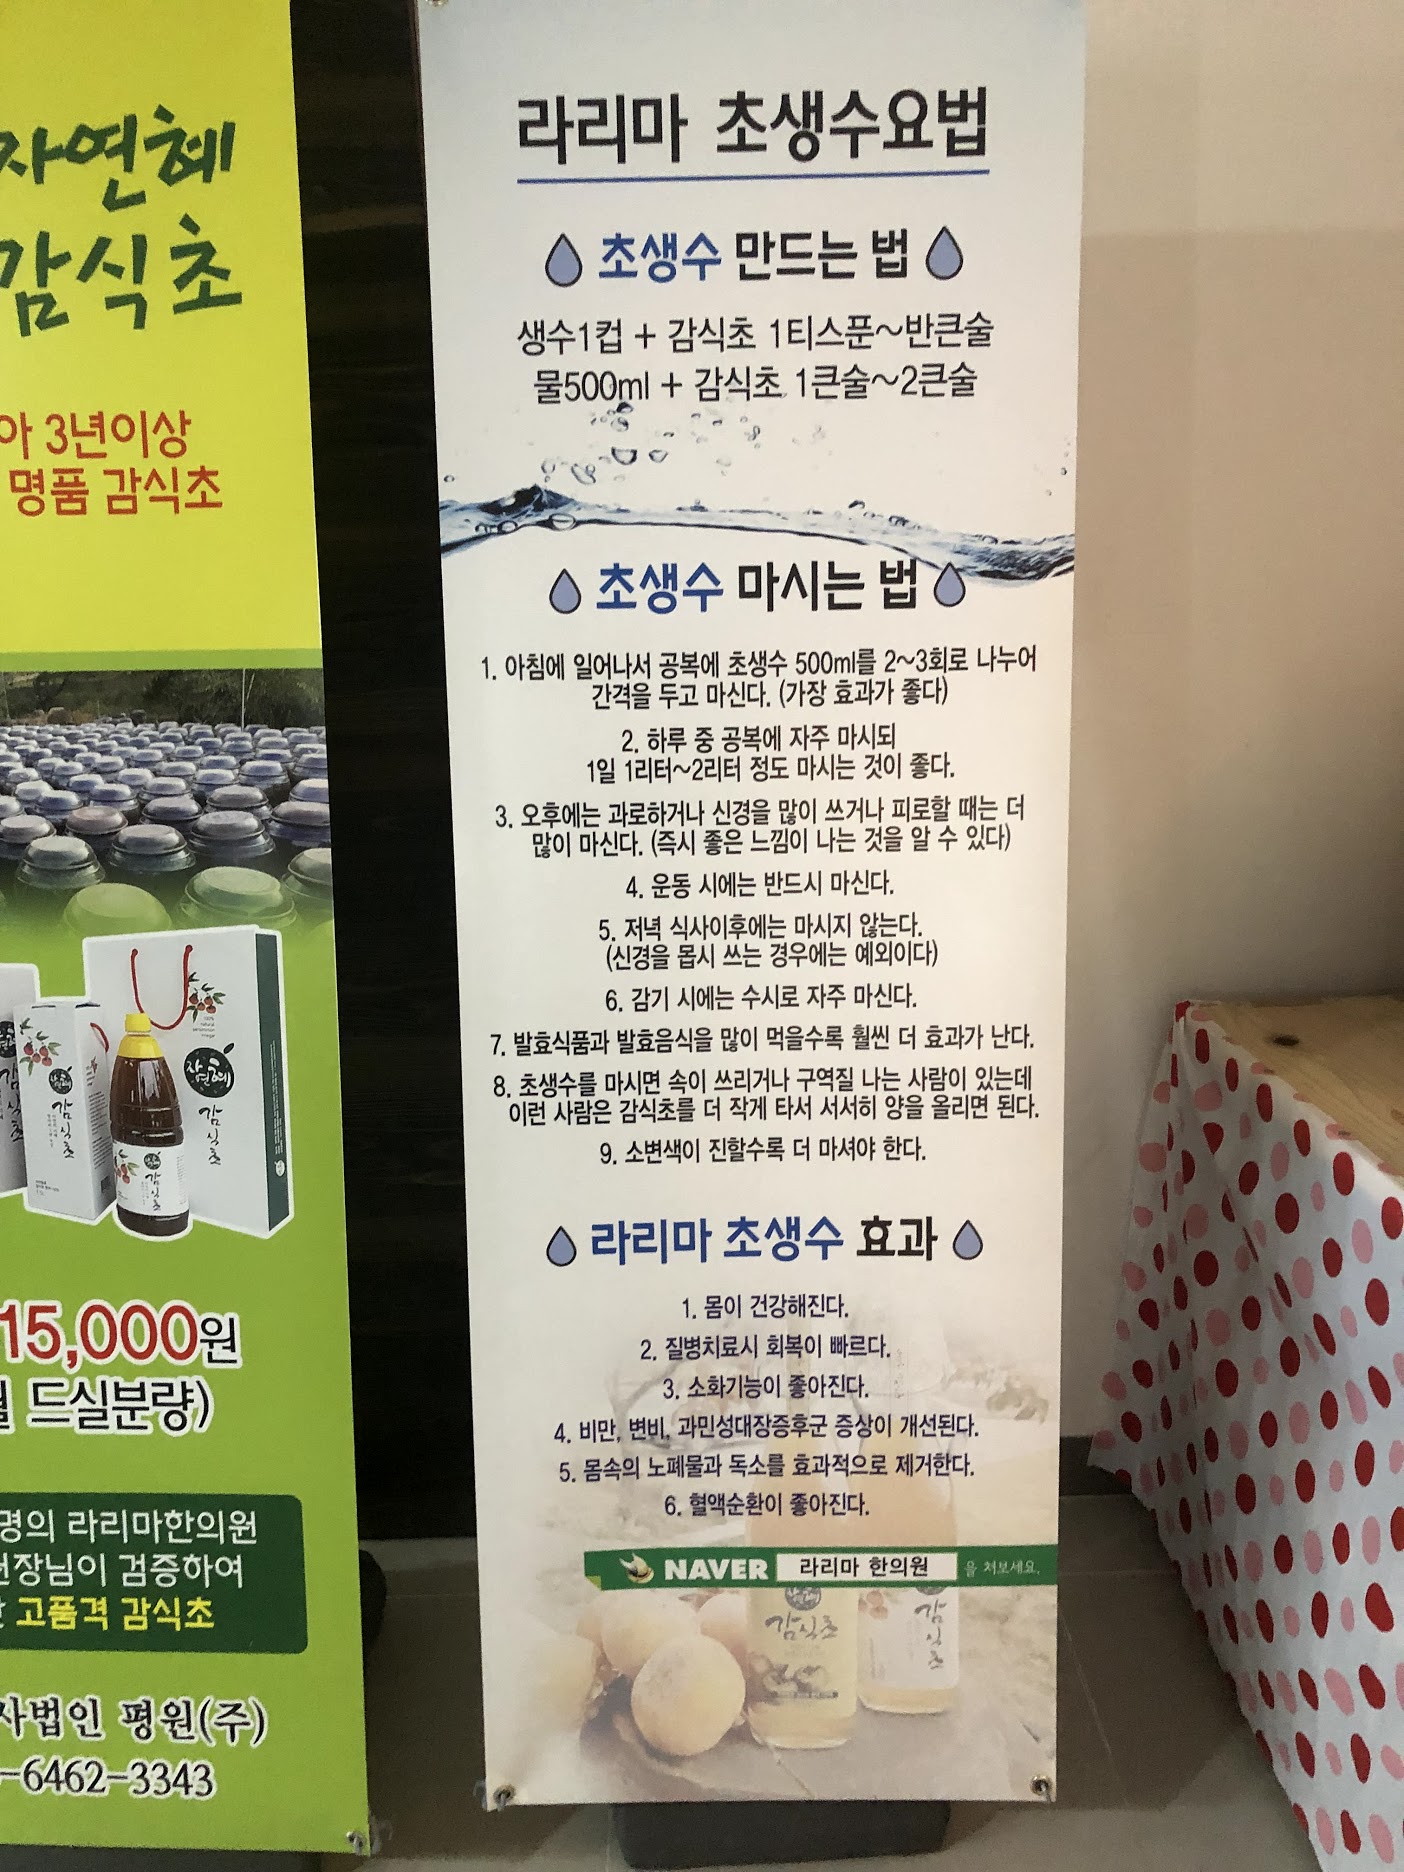 자연혜
감식초
아 3년이상
명품 감식초
자연혜
감식초
감식초
감식초
15,000원
드실분량)
명의 라리마한의원
원장님이 검증하여
고품격 감식초
사법인 평원(주)
-6462-3343
라리마 초생수요법
초생수 만드는 법
생수1컵 + 감식초 1티스푼~반큰술
물500ml + 감식초 1큰술~2큰술
초생수 마시는 법
1. 아침에 일어나서 공복에 초생수 500ml를 2~3회로 나누어
간격을 두고 마신다. (가장 효과가 좋다)
2. 하루 중 공복에 자주 마시되
1일 1리터~2리터 정도 마시는 것이 좋다.
3. 오후에는 과로하거나 신경을 많이 쓰거나 피로할 때는 더
많이 마신다. (즉시 좋은 느낌이 나는 것을 알 수 있다)
4. 운동 시에는 반드시 마신다.
5. 저녁 식사이후에는 마시지 않는다.
(신경을 몹시 쓰는 경우에는 예외이다)
6. 감기 시에는 수시로 자주 마신다.
7. 발효식품과 발효음식을 많이 먹을수록 훨씬 더 효과가 난다.
8. 초생수를 마시면 속이 쓰리거나 구역질 나는 사람이 있는데
이런 사람은 감식초를 더 작게 타서 서서히 양을 올리면 된다.
9. 소변색이 진할수록 더 마셔야 한다.
라리마 초생수 효과
1. 몸이 건강해진다.
2. 질병치료시 회복이 빠르다.
3. 소화기능이 좋아진다.
4. 비만, 변비, 과민성대장증후군 증상이 개선된다.
5. 몸속의 노폐물과 독소를 효과적으로 제거한다.
6. 혈액순환이 좋아진다.
NAVER 라리마 한의원 을 쳐보세요.
감식초
감식초